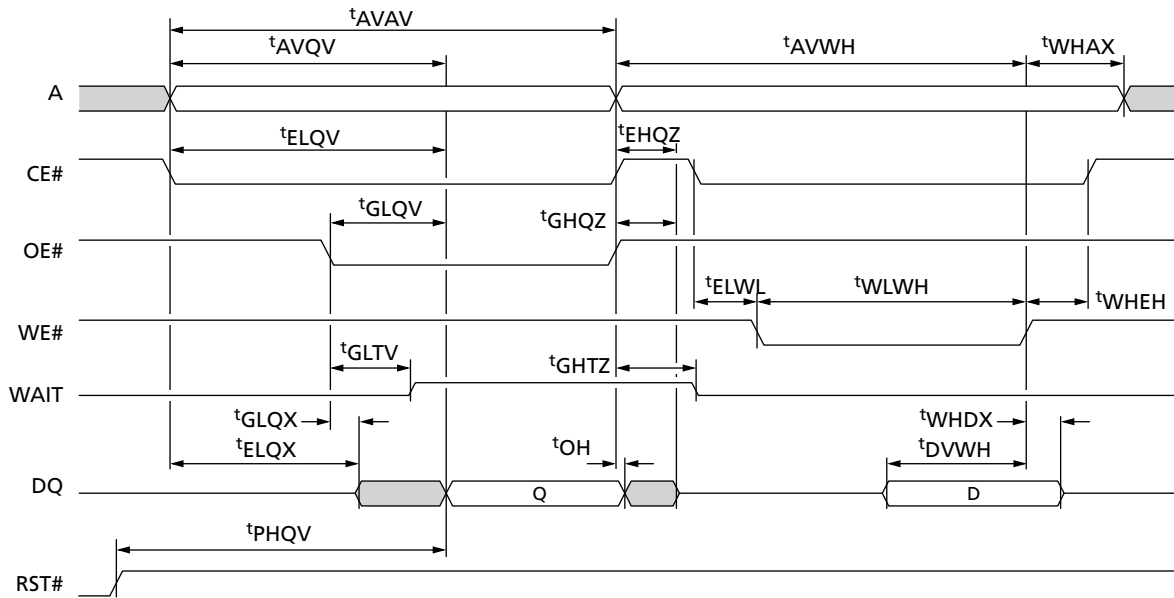 tAVAV
tAVQV
tAVWH
tWHAX
A
tELQV
tEHQZ
CE#
tGLQV
tGHQZ
OE#
tELWL
tWLWH
tWHEH
WE#
tGLTV
tGHTZ
WAIT
tGLQX
tWHDX
tELQX
tOH
tDVWH
DQ
Q
D
tPHQV
RST#